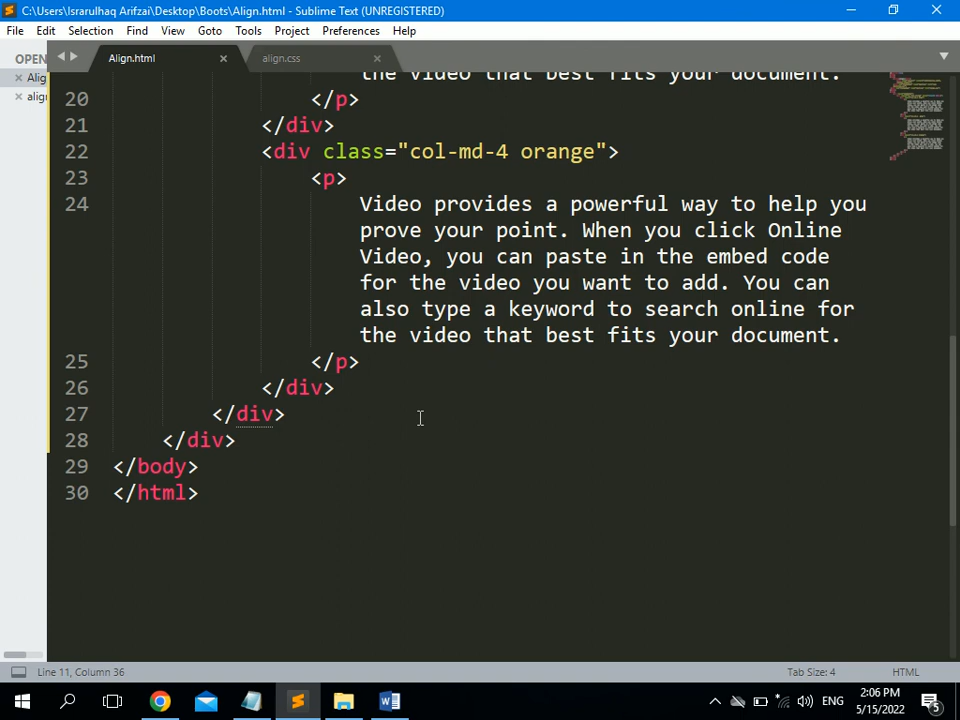 C:\Users\Israrulhaq Arifzai\Desktop\Boots\Align.html - Sublime Text (UNREGISTERED)
File Edit Selection View Goto Tools Project Preferences Help
OPEN
Align.html
align.css
Alig
align
the video that best fits your document.
20 </p>
21 </div>
22 <div class="col-md-4 orange">
23 <p>
24 Video provides a powerful way to help you
prove your point. When you click Online
Video, you can paste in the embed code
for the video you want to add. You can
also type a keyword to search online for
the video that best fits your document.
25 </p>
26 </div>
27 </div>
28 </div>
29 </body>
30 </html>
Line 11, Column 36
Tab Size: 4
HTML
ENG
2:06 PM
5/15/2022
5